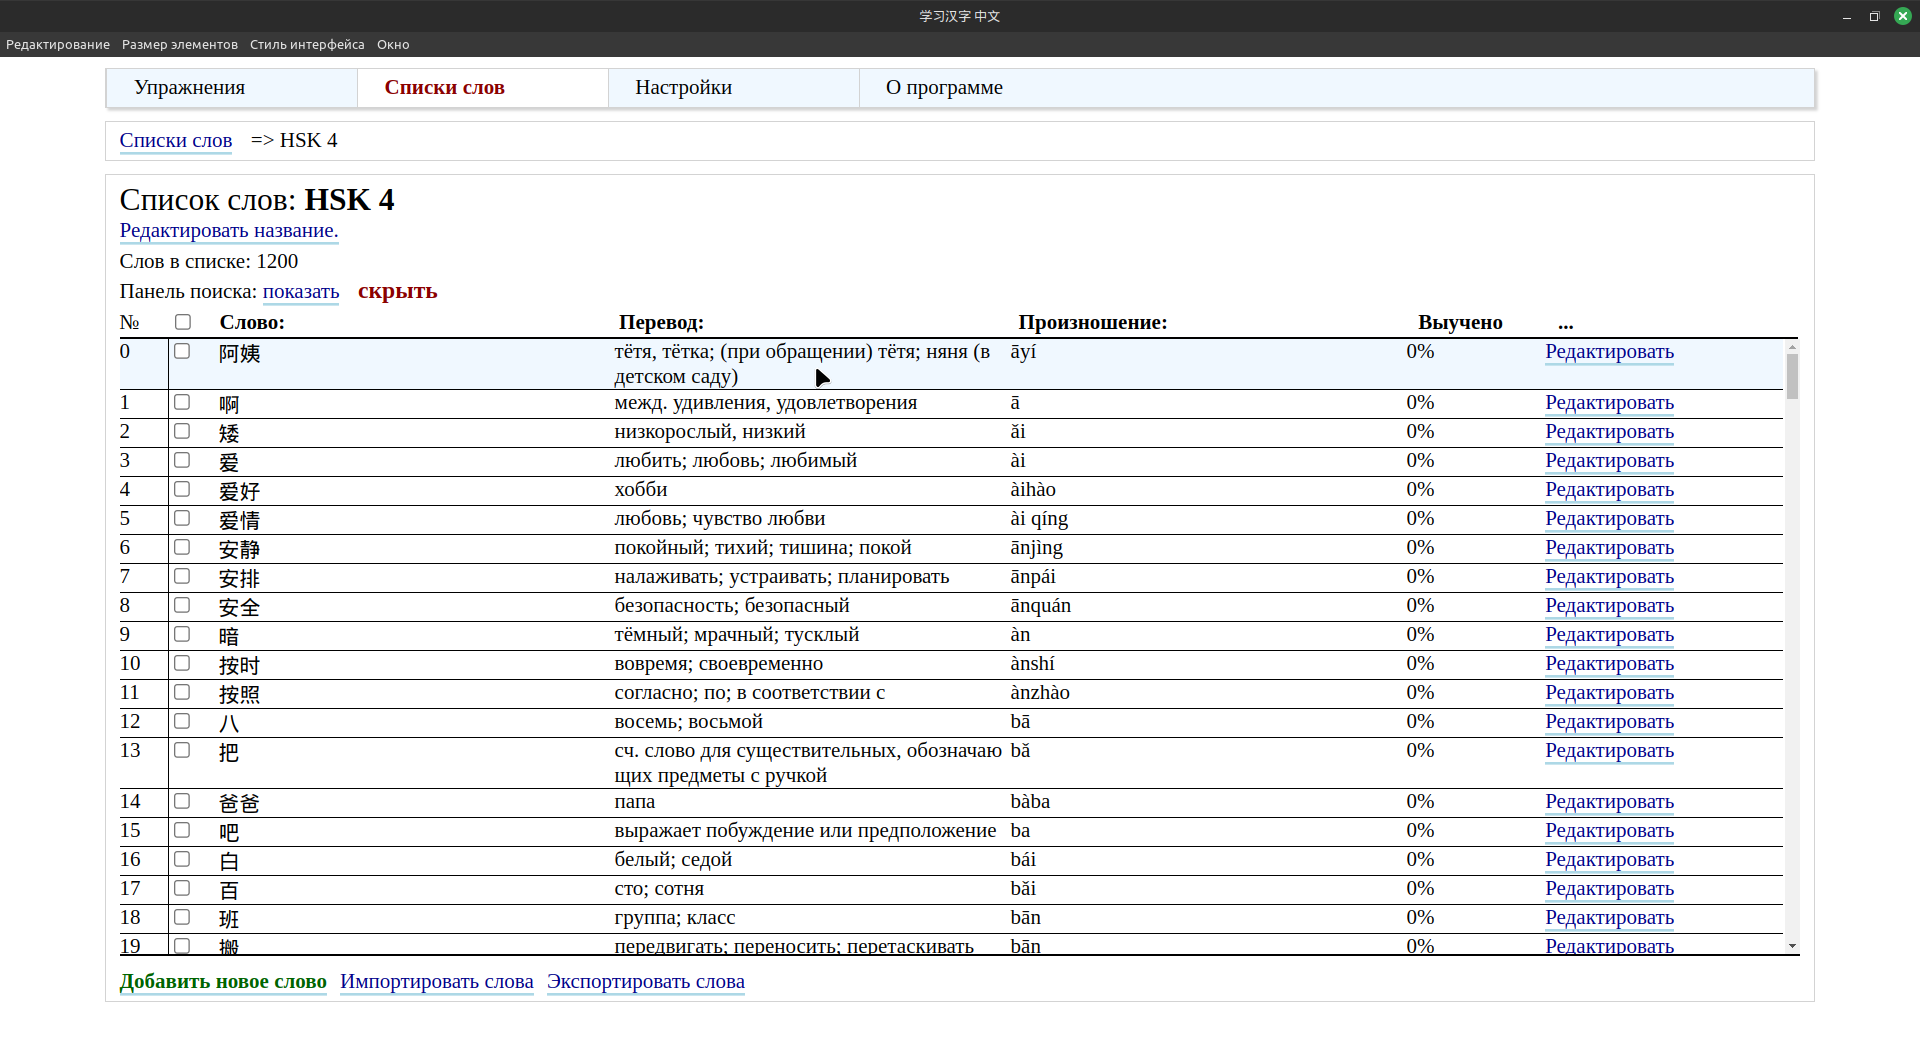 学习汉字 中文
Редактирование Размер элементов Стиль интерфейса Окно
Упражнения Списки слов Настройки О программе
Списки слов => HSK 4
Список слов: HSK 4
Редактировать название.
Слов в списке: 1200
Панель поиска: показать скрыть
№ Слово: Перевод: Произношение: Выучено ...
0 阿姨 тётя, тётка; (при обращении) тётя; няня (в āyí 0% Редактировать
детском саду)
1 啊 межд. удивления, удовлетворения ā 0% Редактировать
2 矮 низкорослый, низкий ǎi 0% Редактировать
3 爱 любить; любовь; любимый ài 0% Редактировать
4 爱好 хобби àihào 0% Редактировать
5 爱情 любовь; чувство любви ài qíng 0% Редактировать
6 安静 покойный; тихий; тишина; покой ānjìng 0% Редактировать
7 安排 налаживать; устраивать; планировать ānpái 0% Редактировать
8 安全 безопасность; безопасный ānquán 0% Редактировать
9 暗 тёмный; мрачный; тусклый àn 0% Редактировать
10 按时 вовремя; своевременно ànshí 0% Редактировать
11 按照 согласно; по; в соответствии с ànzhào 0% Редактировать
12 八 восемь; восьмой bā 0% Редактировать
13 把 сч. слово для существительных, обозначаю bǎ 0% Редактировать
щих предметы с ручкой
14 爸爸 папа bàba 0% Редактировать
15 吧 выражает побуждение или предположение ba 0% Редактировать
16 白 белый; седой bái 0% Редактировать
17 百 сто; сотня bǎi 0% Редактировать
18 班 группа; класс bān 0% Редактировать
19 搬 передвигать; переносить; перетаскивать bān 0% Редактировать
Добавить новое слово Импортировать слова Экспортировать слова